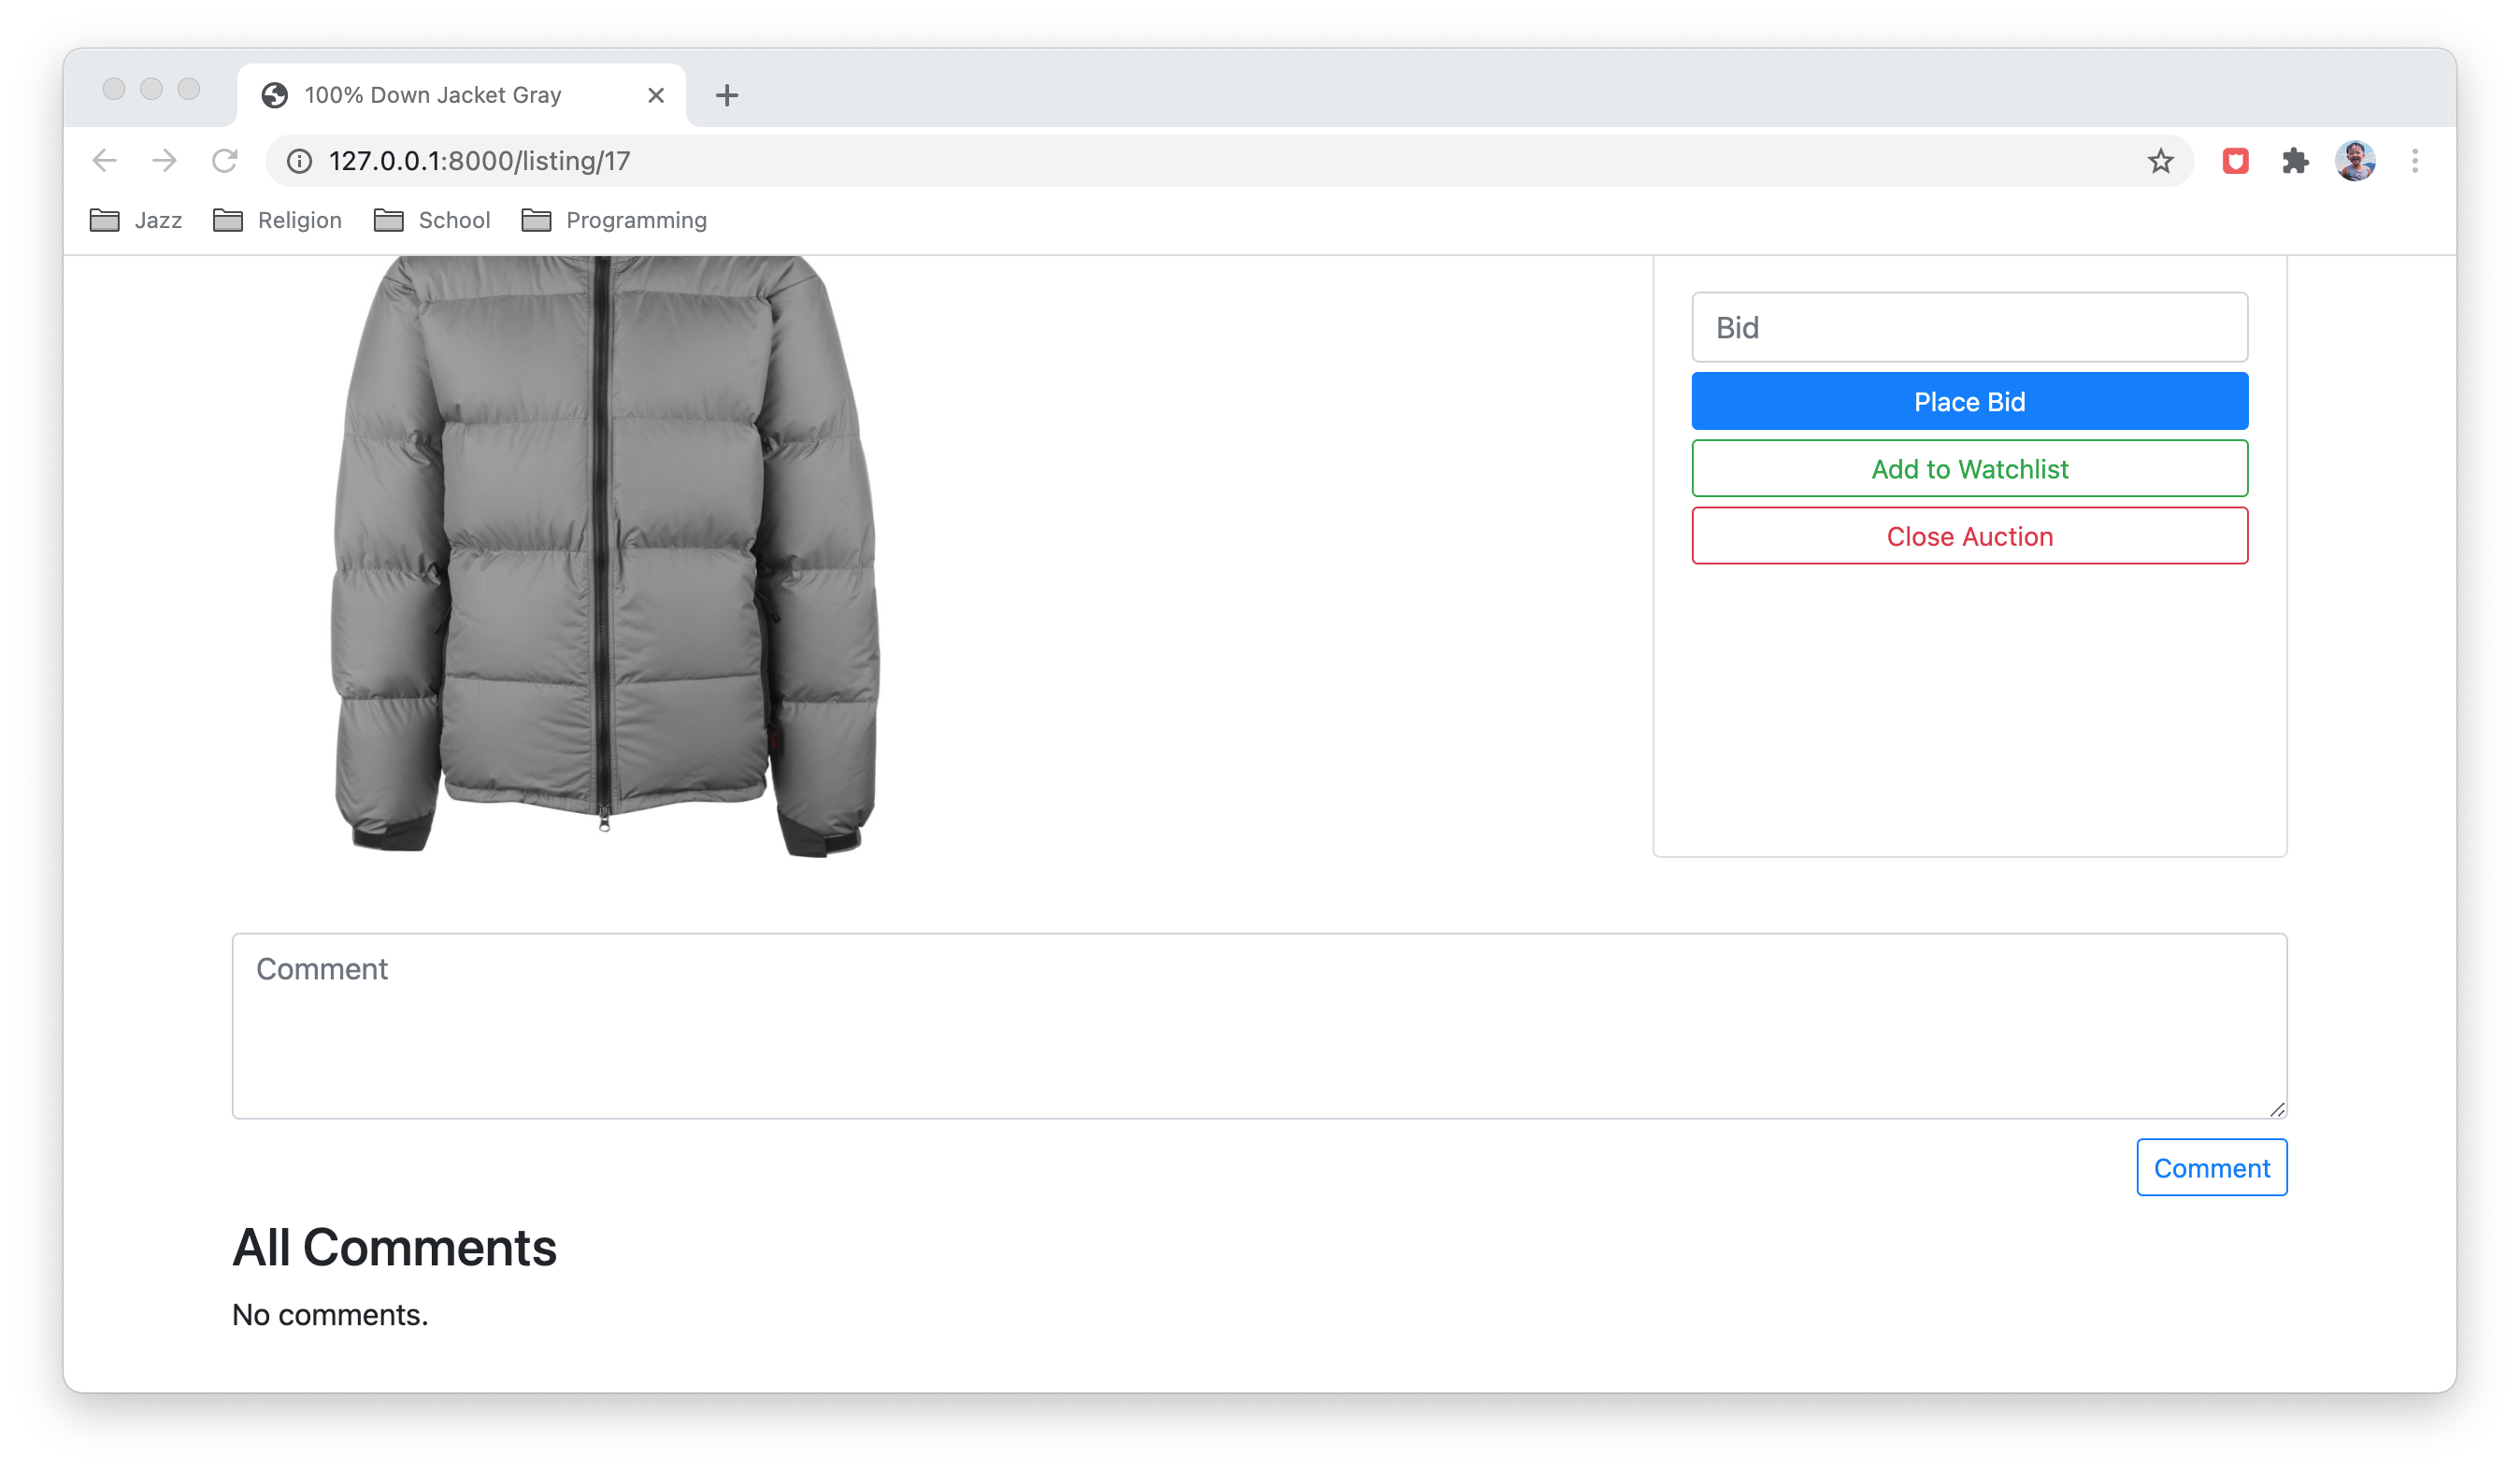 100% Down Jacket Gray
127.0.0.1:8000/listing/17
Jazz Religion School Programming
Bid
Place Bid
Add to Watchlist
Close Auction
Comment
Comment
All Comments
No comments.